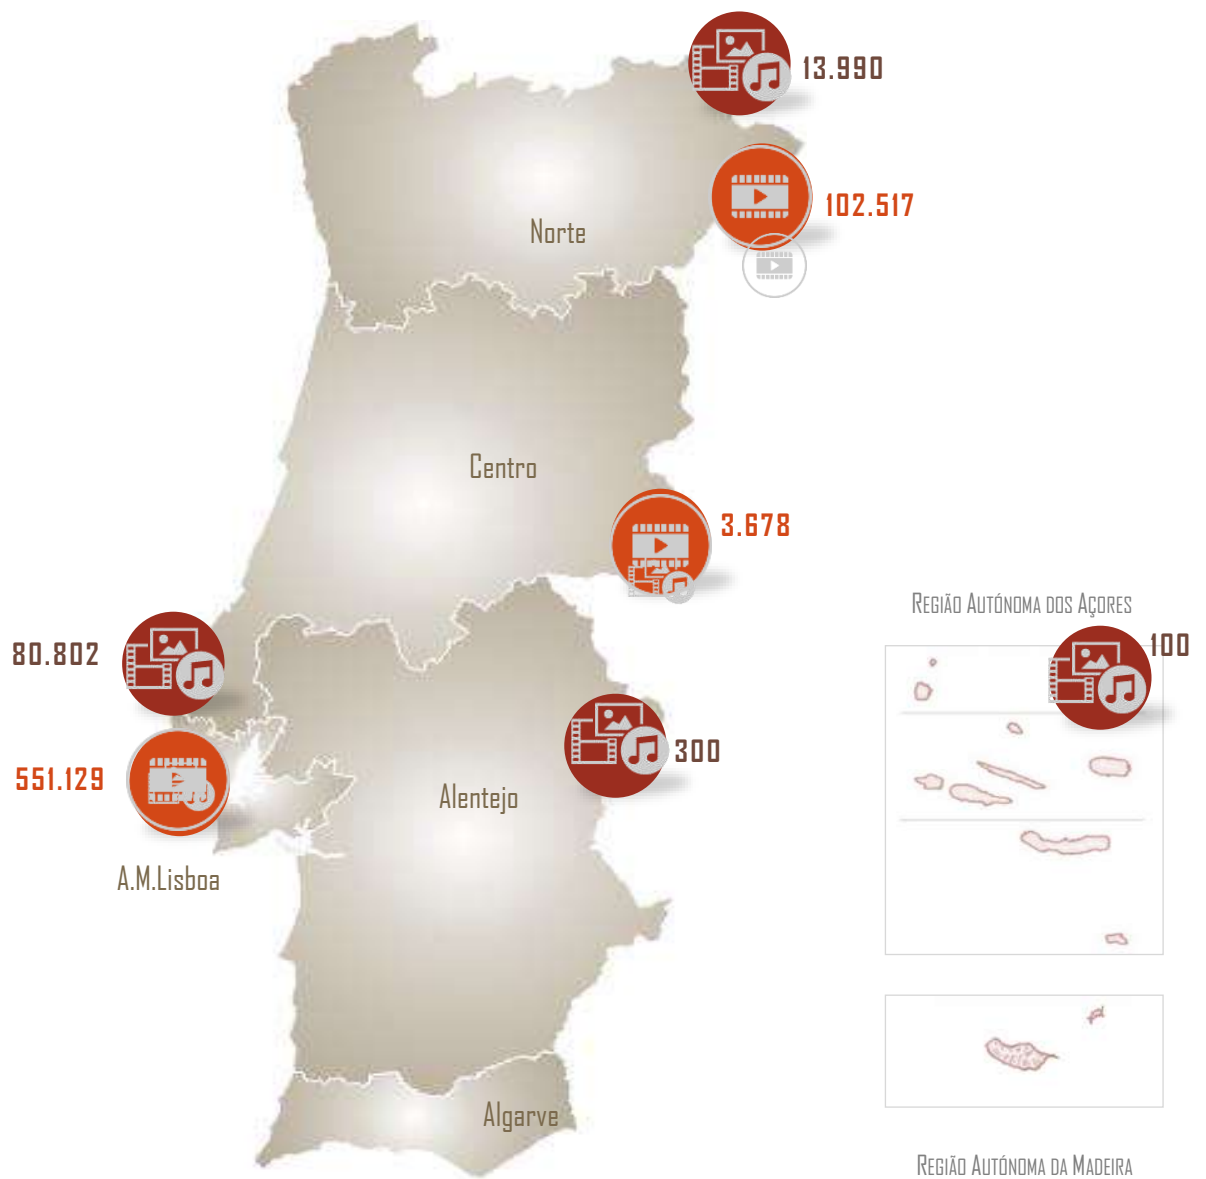 13.990
102.517
Norte
Centro
3.678
REGIÃO AUTÓNOMA DOS AÇORES
80.802
100
300
551.129
Alentejo
A.M.Lisboa
Algarve
REGIÃO AUTÓNOMA DA MADEIRA